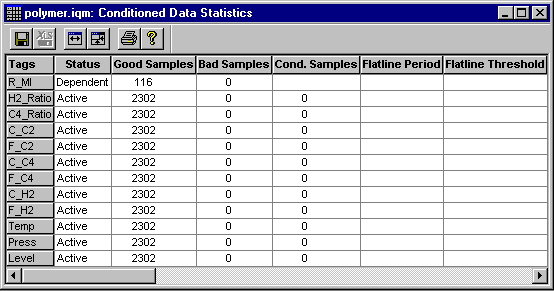 polymer.iqm: Conditioned Data Statistics
XLS
?
Tags Status Good Samples Bad Samples Cond. Samples Flatline Period Flatline Threshold
R_MI Dependent 116 0
H2_Ratio Active 2302 0 0
C4_Ratio Active 2302 0 0
C_C2 Active 2302 0 0
F_C2 Active 2302 0 0
C_C4 Active 2302 0 0
F_C4 Active 2302 0 0
C_H2 Active 2302 0 0
F_H2 Active 2302 0 0
Temp Active 2302 0 0
Press Active 2302 0 0
Level Active 2302 0 0